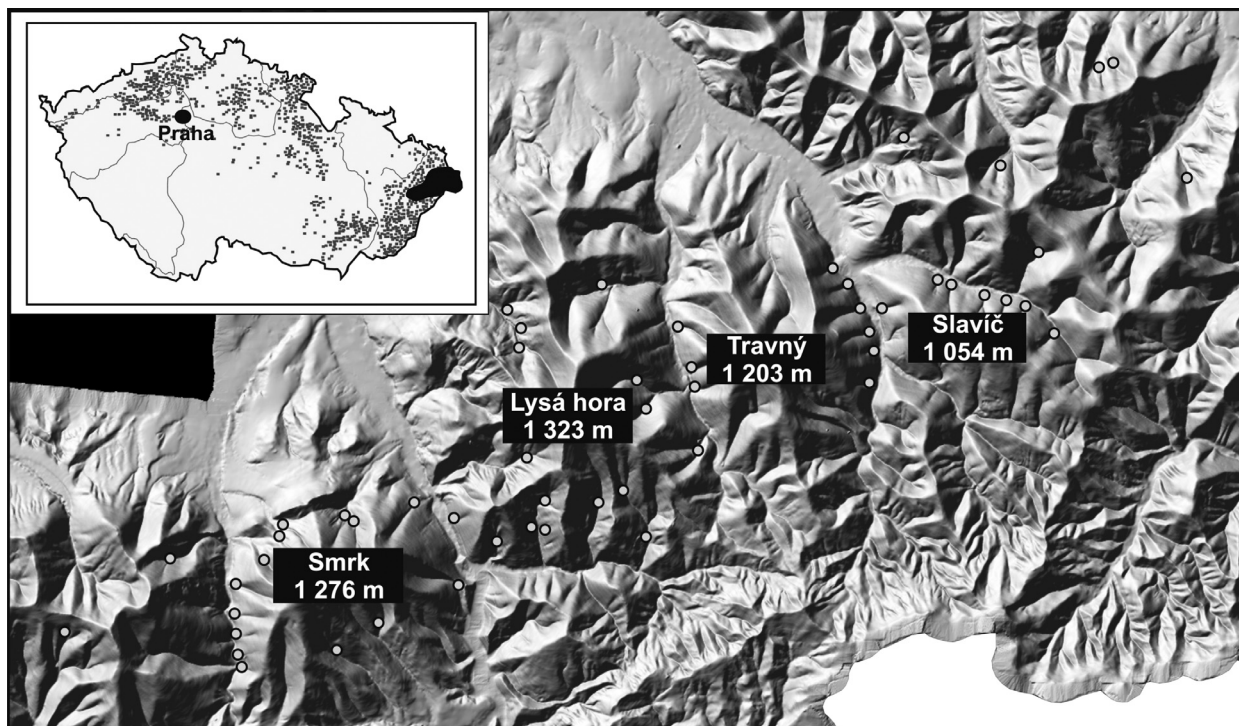 Praha
Slavíč
1 054 m
Travný
1 203 m
Lysá hora
1 323 m
Smrk
1 276 m